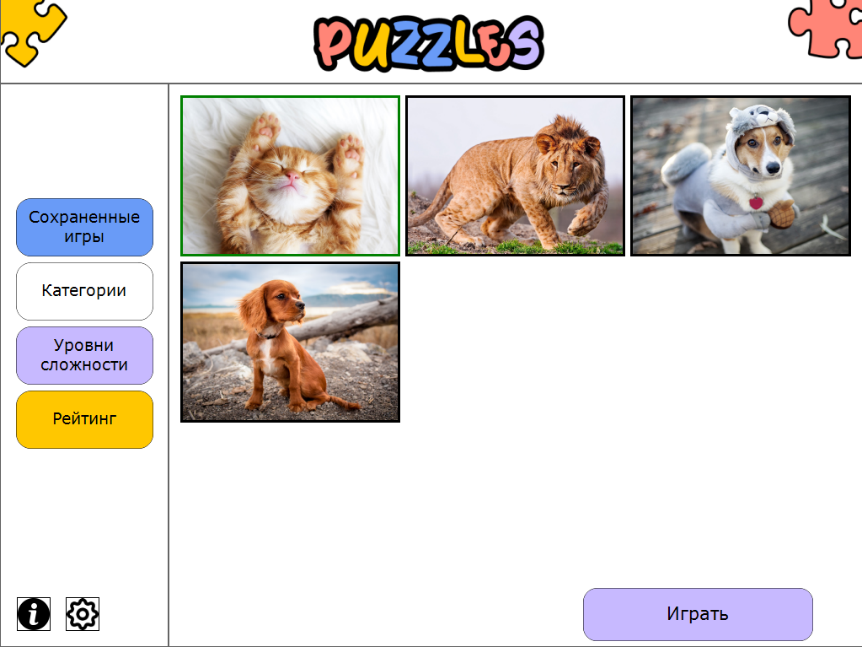 PUZZLES
Сохраненные
игры
Категории
Уровни
сложности
Рейтинг
i
Играть